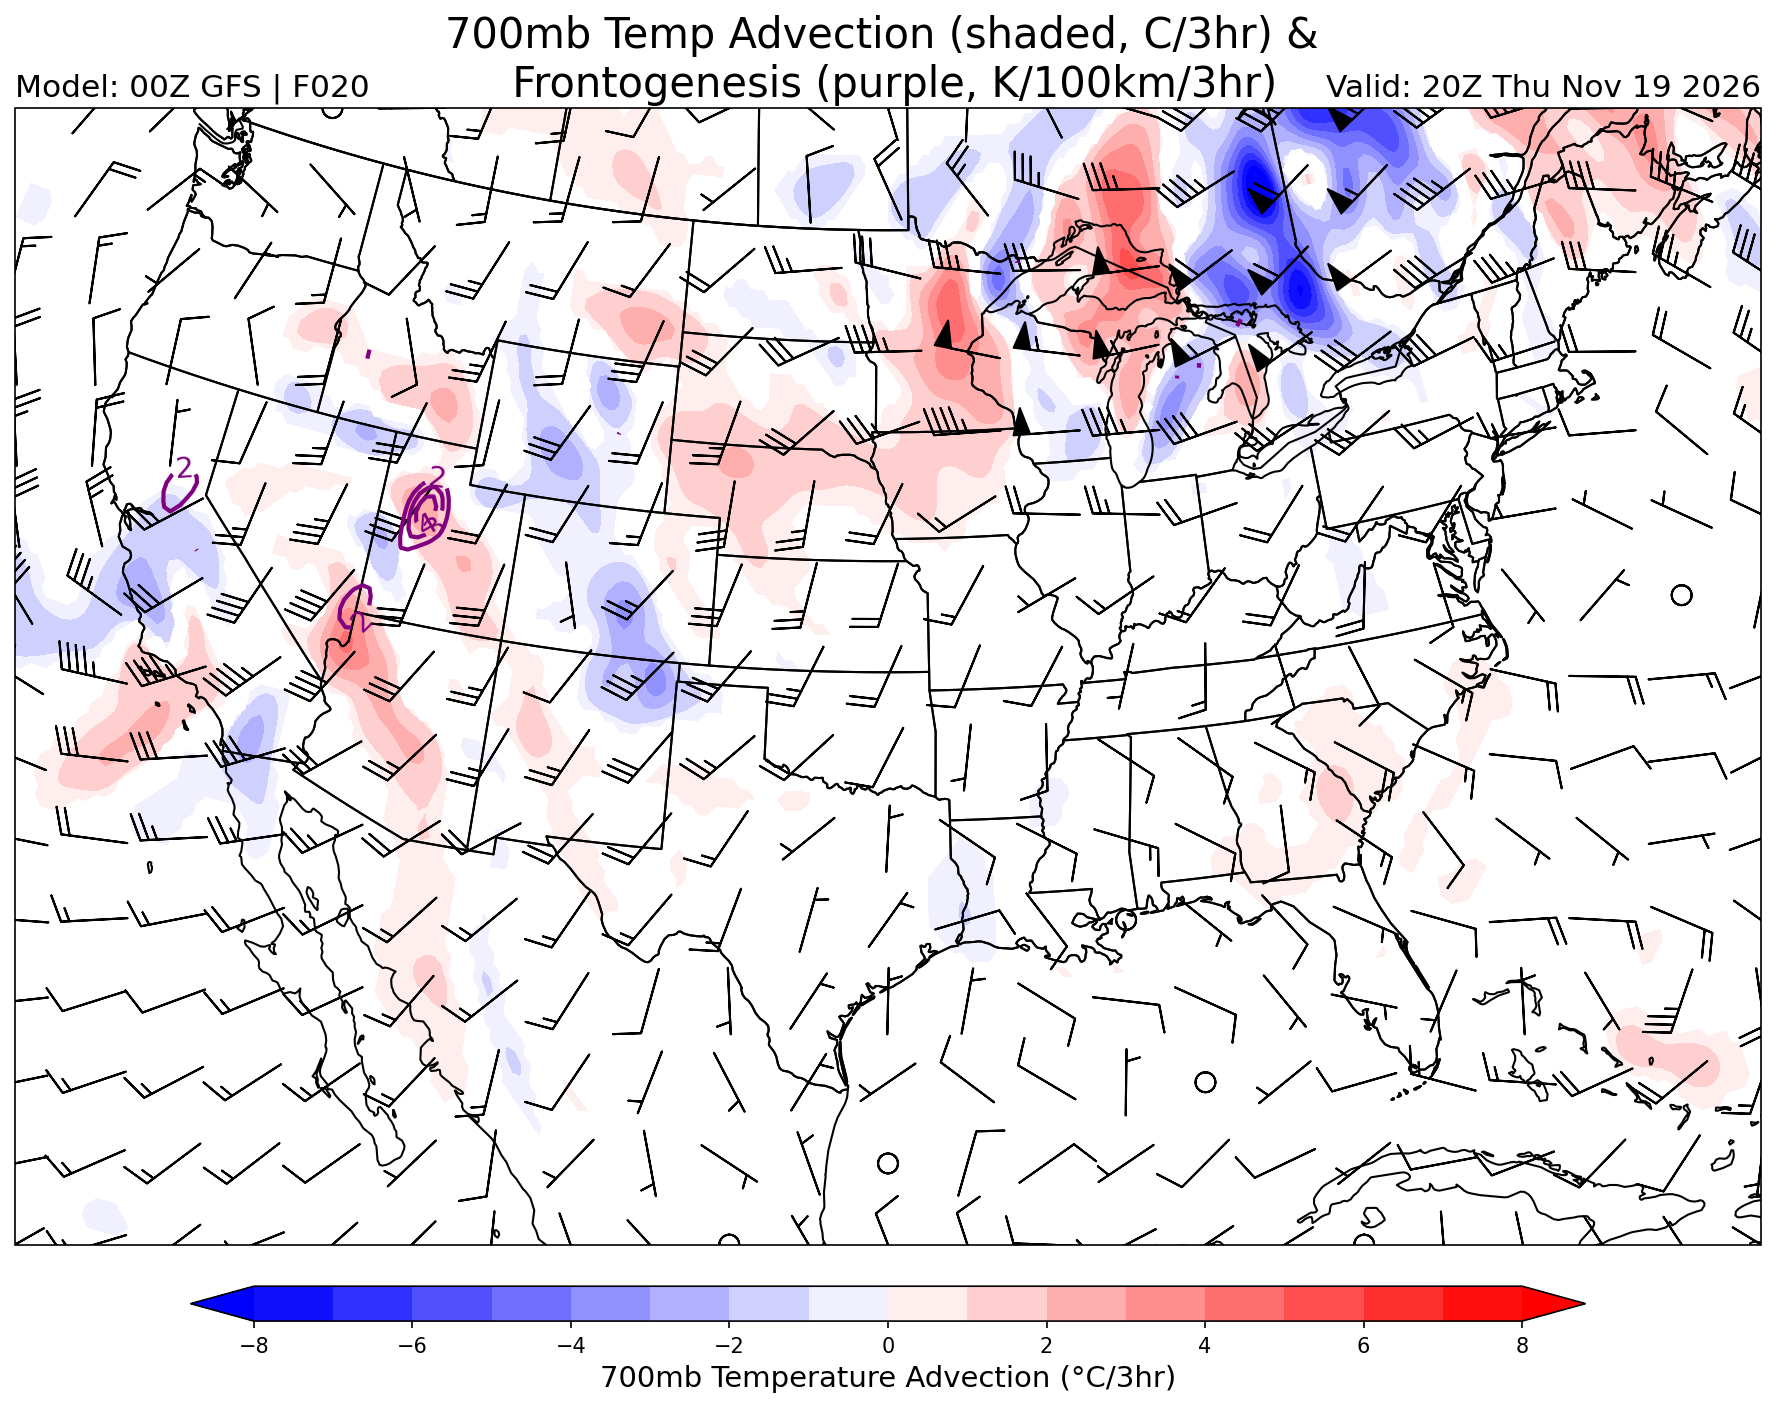 700mb Temp Advection (shaded, C/3hr) &
Model: 00Z GFS | F020 Frontogenesis (purple, K/100km/3hr) Valid: 20Z Thu Nov 19 2026
2
2
−8 −6 −4 −2 0 2 4 6 8
700mb Temperature Advection (°C/3hr)